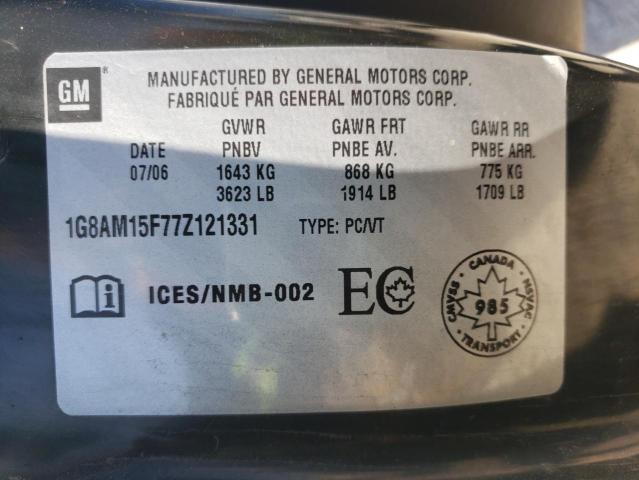 GM®
MANUFACTURED BY GENERAL MOTORS CORP.
FABRIQUÉ PAR GENERAL MOTORS CORP.
GVWR GAWR FRT GAWR RR
DATE PNBV PNBE AV. PNBE ARR.
07/06 1643 KG 868 KG 775 KG
3623 LB 1914 LB 1709 LB
1G8AM15F77Z121331 TYPE: PC/VT
i ICES/NMB-002 EC
CANADA
CMVSS 985 NSVAC
TRANSPORT